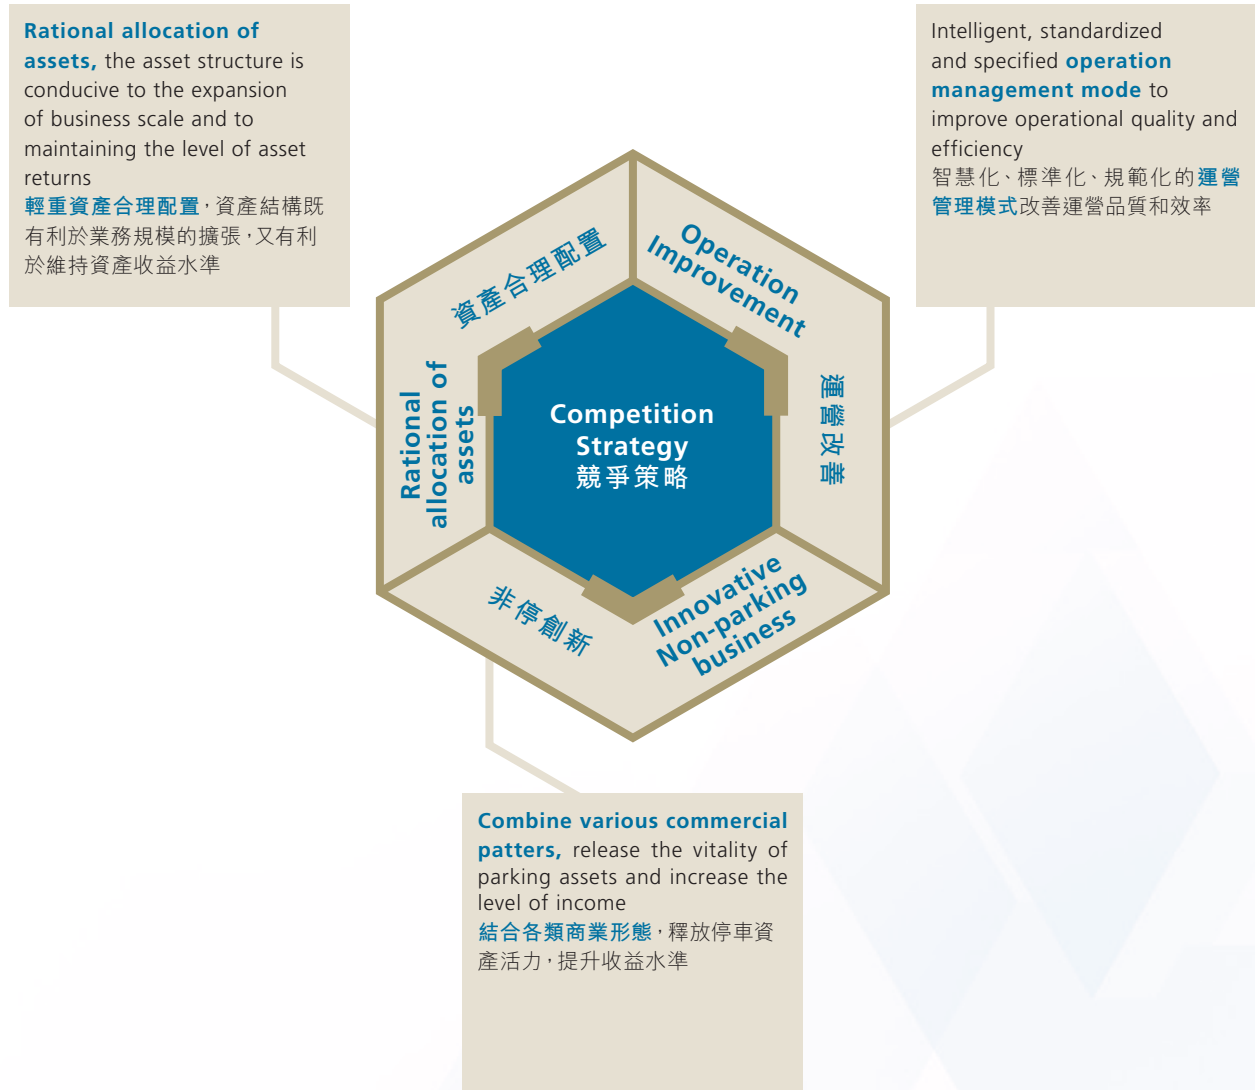 Rational allocation of
assets, the asset structure is
conducive to the expansion
of business scale and to
maintaining the level of asset
returns
輕重資產合理配置，資產結構既
有利於業務規模的擴張，又有利
於維持資產收益水準
Intelligent, standardized
and specified operation
management mode to
improve operational quality and
efficiency
智慧化、標準化、規範化的運營
管理模式改善運營品質和效率
資產合理配置
Rational
allocation of
assets
Operation
Improvement
運營改善
Competition
Strategy
競爭策略
非停創新
Innovative
Non-parking
business
Combine various commercial
patters, release the vitality of
parking assets and increase the
level of income
結合各類商業形態，釋放停車資
產活力，提升收益水準